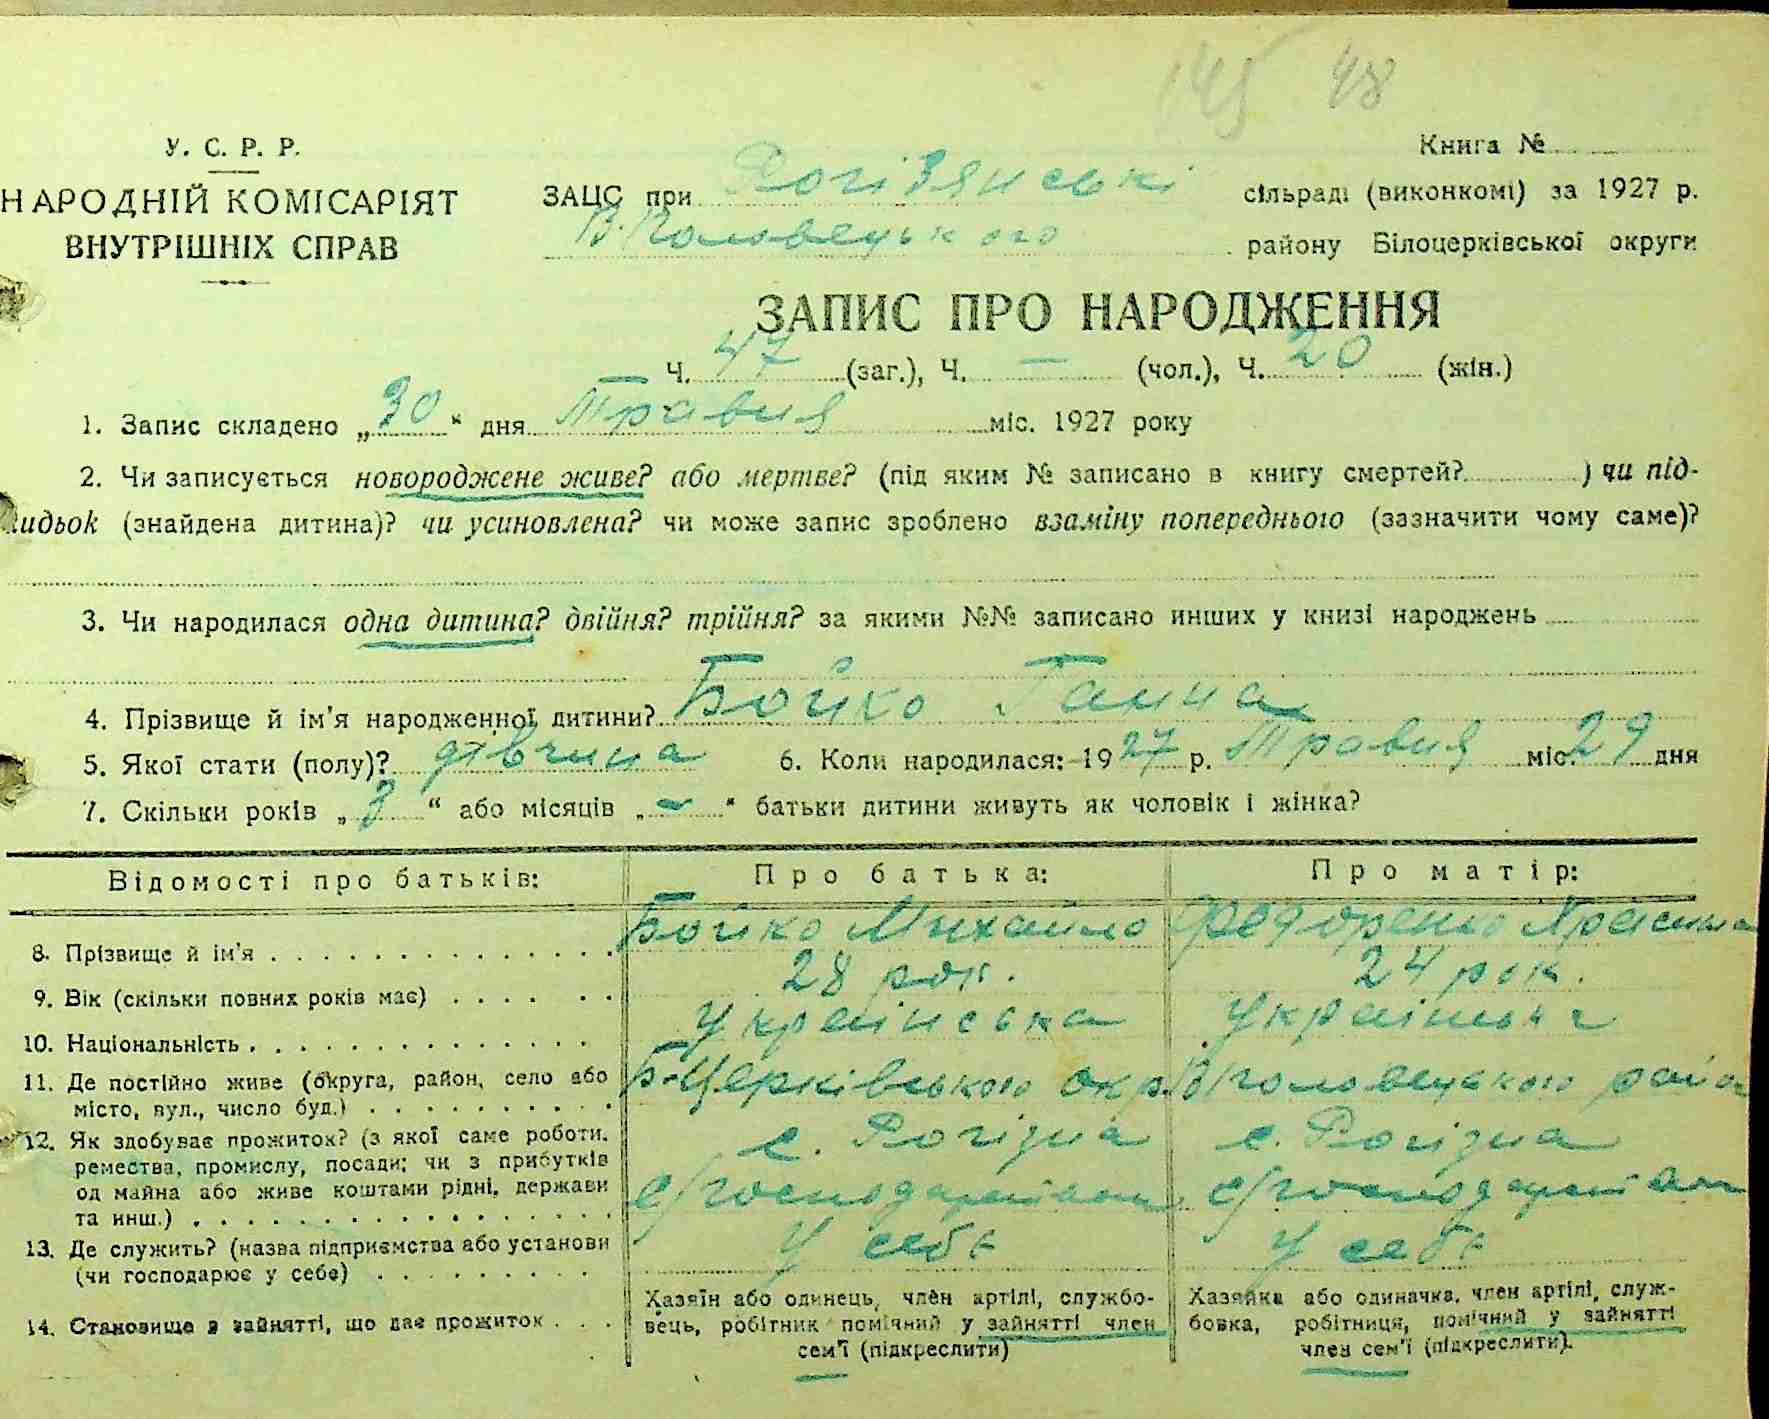 145 48
У. С. Р. Р.
НАРОДНІЙ КОМІСАРІЯТ
ВНУТРІШНІХ СПРАВ
Книга №
ЗАЦС при Рогізянські сільраді (виконкомі) за 1927 р.
В. Половецького району Білоцерківської округи
ЗАПИС ПРО НАРОДЖЕННЯ
Ч. 47 (заг.), Ч. — (чол.), Ч. 20 (жін.)
1. Запис складено „30“ дня Травня міс. 1927 року
2. Чи записується новороджене живе? або мертве? (під яким № записано в книгу смертей? ) чи під-
кидьок (знайдена дитина)? чи усиновлена? чи може запис зроблено взаміну попереднього (зазначити чому саме)?
3. Чи народилася одна дитина? двійня? трійня? за якими №№ записано инших у книзі народжень
4. Прізвище й ім'я народженної дитини? Бойко Ганна
5. Якої стати (полу)? дівчина 6. Коли народилася: 1927 р. Травня міс. 29 дня
7. Скільки років „ “ або місяців „—“ батьки дитини живуть як чоловік і жінка?
Відомості про батьків: Про батька: Про матір:
8. Прізвище й ім'я . . . . . . . . . . . . . . . Бойко Михайло Федоренко
9. Вік (скільки повних років має) . . . . . . 28 рок. 24 рок.
10. Національність . . . . . . . . . . . . . . . Українська Українська
11. Де постійно живе (округа, район, село або Б-Церківського окр. В/Половецького
місто, вул., число буд.) . . . . . . . . . . с. Рогізна с. Рогізна
12. Як здобуває прожиток? (з якої саме роботи,
ремества, промислу, посади; чи з прибутків
од майна або живе коштами рідні, держави
та инш.) . . . . . . . . . . . . . . . . .
13. Де служить? (назва підприємства або установи У себе У себе
(чи господарює у себе) . . . . . . . . .
14. Становище в зайнятті, що дає прожиток . . .
Хазяїн або одинець, член артілі, службо-
вець, робітник помічний у зайнятті член
сем'ї (підкреслити)
Хазяйка або одиначка, член артілі, служ-
бовка, робітниця, помічний у зайнятті
член сем'ї (підкреслити).